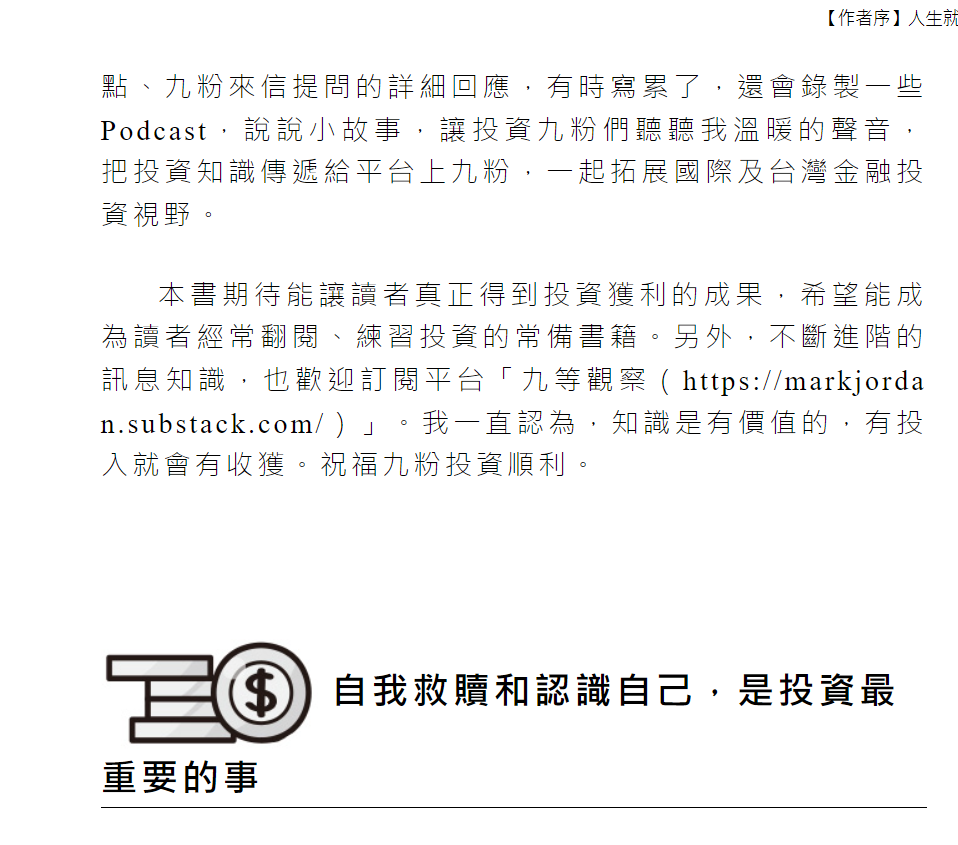 【作者序】人生就
點、九粉來信提問的詳細回應，有時寫累了，還會錄製一些
Podcast，說說小故事，讓投資九粉們聽聽我溫暖的聲音，
把投資知識傳遞給平台上九粉，一起拓展國際及台灣金融投
資視野。
本書期待能讓讀者真正得到投資獲利的成果，希望能成
為讀者經常翻閱、練習投資的常備書籍。另外，不斷進階的
訊息知識，也歡迎訂閱平台「九等觀察（https://markjorda
n.substack.com/）」。我一直認為，知識是有價值的，有投
入就會有收獲。祝福九粉投資順利。
自我救贖和認識自己，是投資最
重要的事